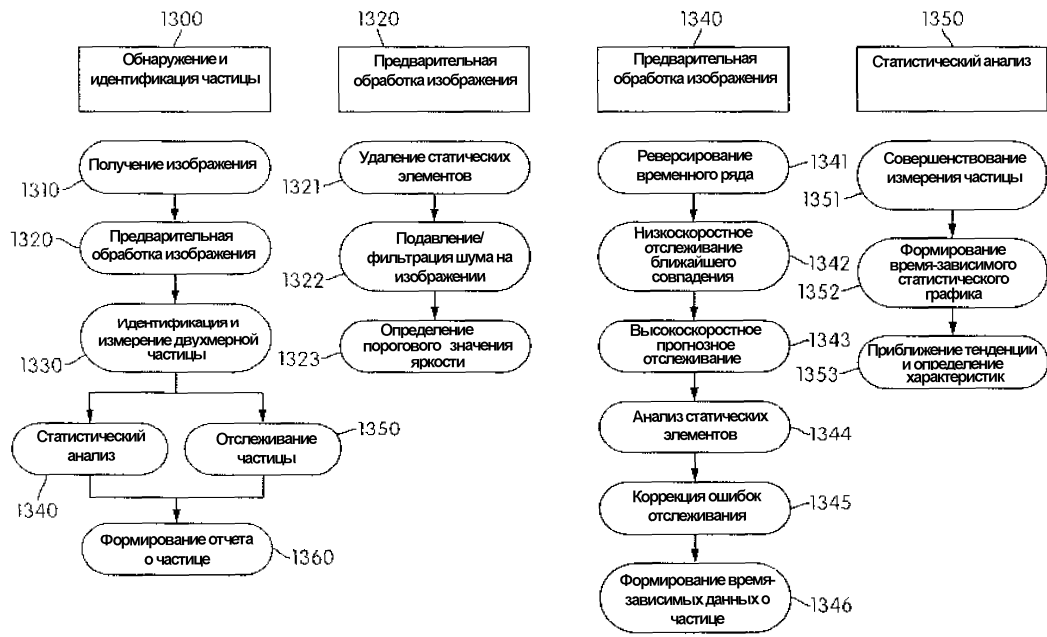 1300
Обнаружение и
идентификация частицы
Получение изображения
1310
1320
Предварительная
обработка изображения
Идентификация и
измерение двухмерной
частицы
1330
Статистический
анализ
1340
Отслеживание
частицы
1350
Формирование отчета
о частице
1360
1320
Предварительная
обработка изображения
Удаление статических
элементов
1321
Подавление/
фильтрация шума на
изображении
1322
Определение
порогового значения
яркости
1323
1340
Предварительная
обработка изображения
Реверсирование
временного ряда
1341
Низкоскоростное
отслеживание
ближайшего
совпадения
1342
Высокоскоростное
прогнозное
отслеживание
1343
Анализ статических
элементов
1344
Коррекция ошибок
отслеживания
1345
Формирование время-
зависимых данных о
частице
1346
1350
Статистический анализ
Совершенствование
измерения частицы
1351
Формирование
время-зависимого
статистического
графика
1352
Приближение тенденции
и определение
характеристик
1353